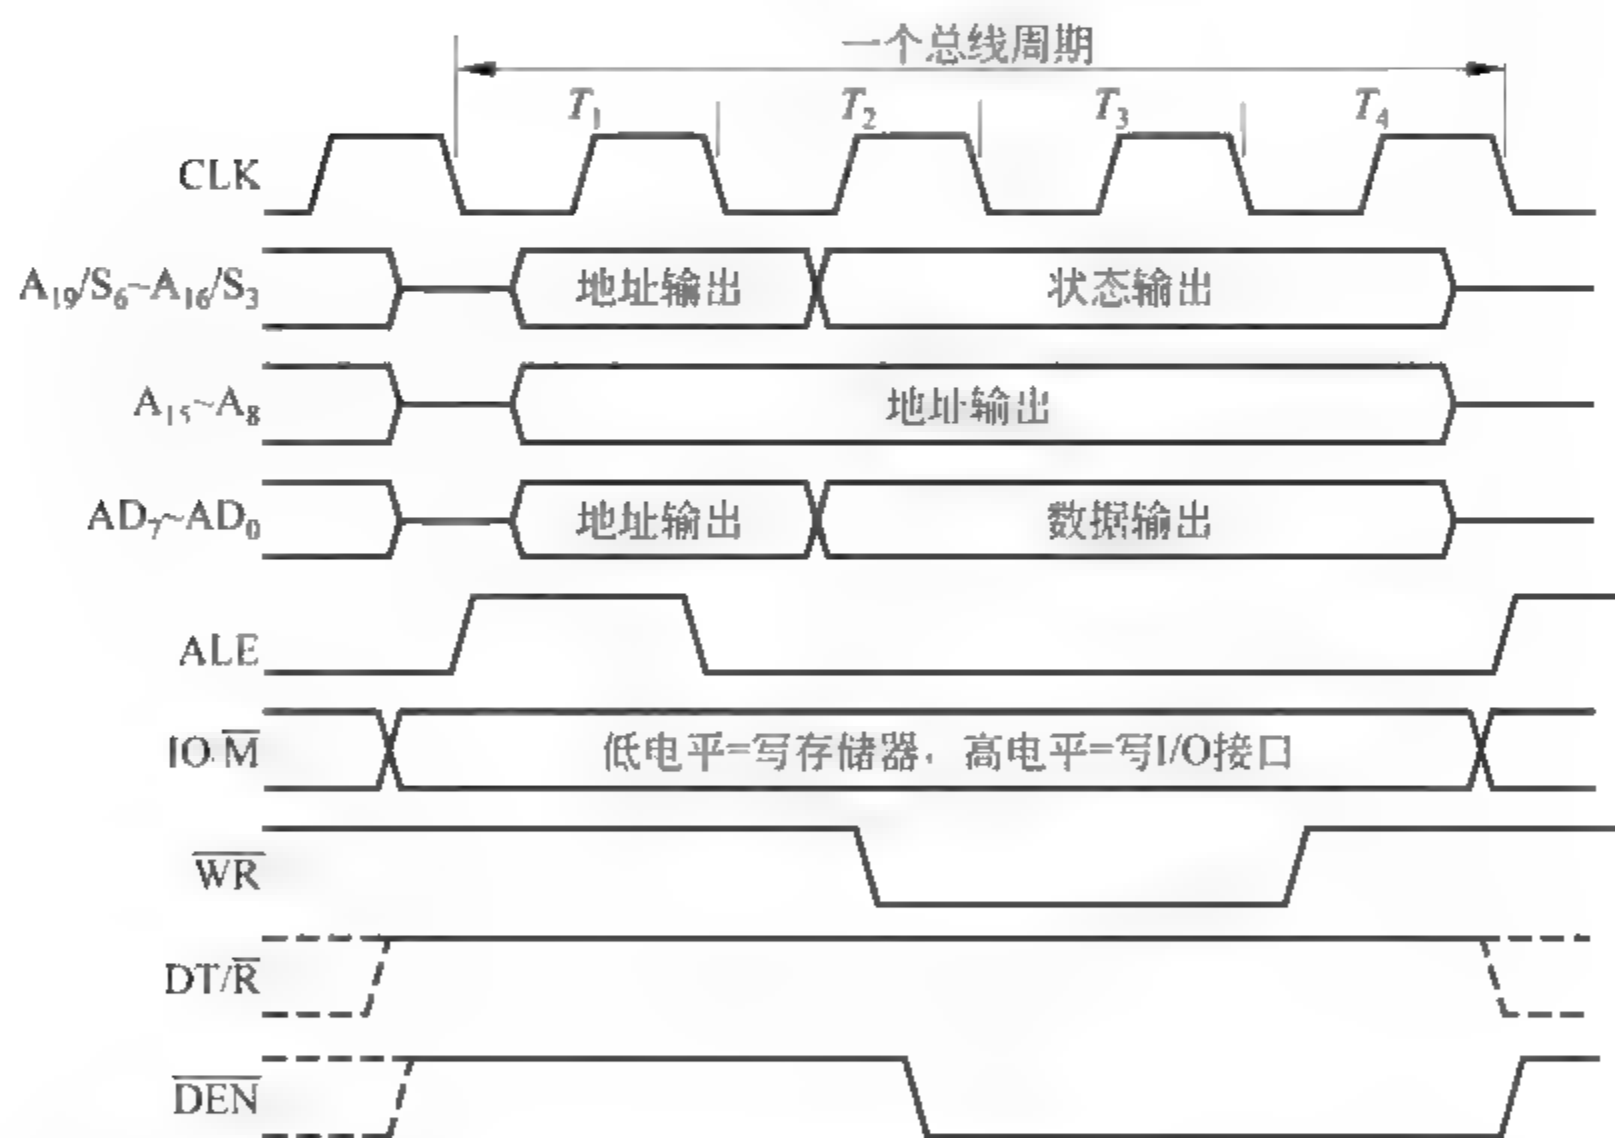 一个总线周期
T₁ T₂ T₃ T₄
CLK
A₁₉/S₆~A₁₆/S₃ 地址输出 状态输出
A₁₅~A₈ 地址输出
AD₇~AD₀ 地址输出 数据输出
ALE
IO/M̅ 低电平=写存储器,高电平=写I/O接口
W̅R̅
DT/R̅
D̅E̅N̅